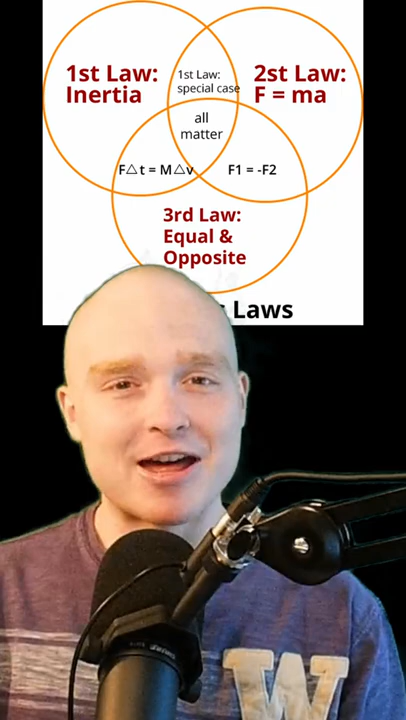 1st Law:
Inertia
1st Law:
special case
2st Law:
F = ma
all
matter
F△t = M△v
F1 = -F2
3rd Law:
Equal &
Opposite
Laws
W